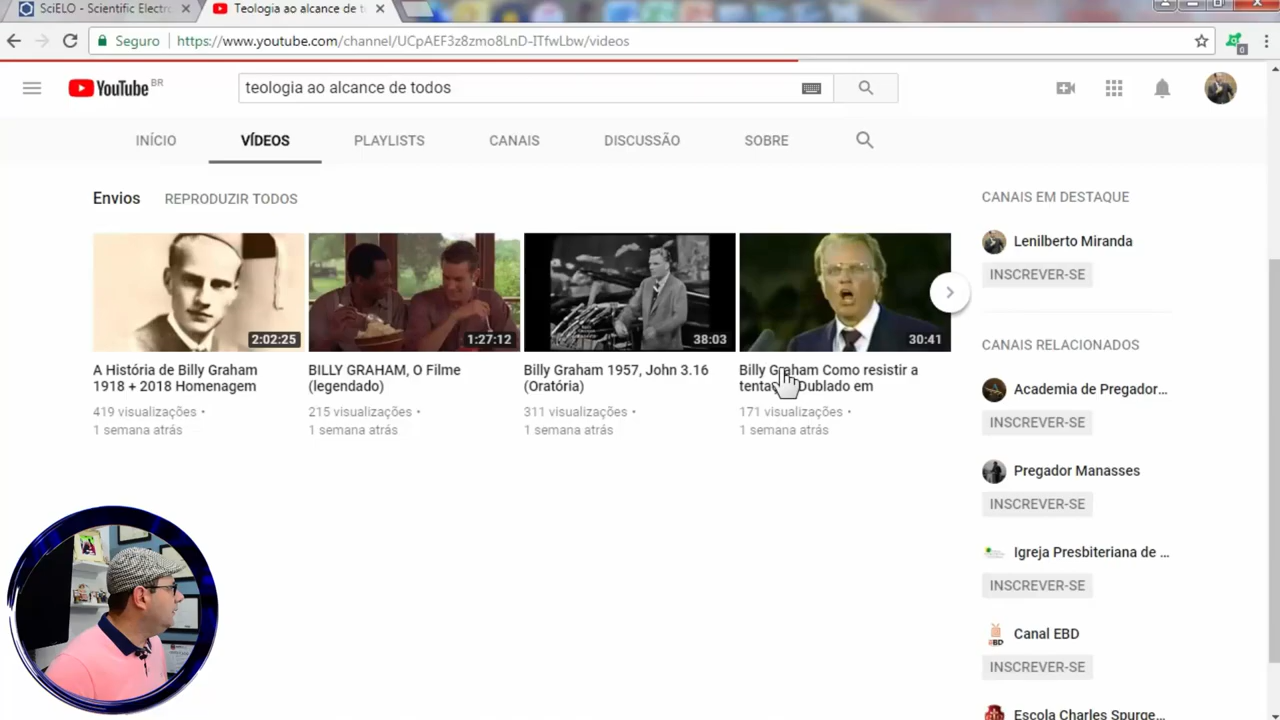 SciELO - Scientific Electro
Teologia ao alcance de t
Seguro
https://www.youtube.com/channel/UCpAEF3z8zmo8LnD-ITfwLbw/videos
YouTube BR
teologia ao alcance de todos
INÍCIO
VÍDEOS
PLAYLISTS
CANAIS
DISCUSSÃO
SOBRE
Envios
REPRODUZIR TODOS
2:02:25
A História de Billy Graham
1918 + 2018 Homenagem
419 visualizações •
1 semana atrás
1:27:12
BILLY GRAHAM, O Filme
(legendado)
215 visualizações •
1 semana atrás
38:03
Billy Graham 1957, John 3.16
(Oratória)
311 visualizações •
1 semana atrás
30:41
Billy Graham Como resistir a
Dublado em
171 visualizações •
1 semana atrás
CANAIS EM DESTAQUE
Lenilberto Miranda
INSCREVER-SE
CANAIS RELACIONADOS
Academia de Pregador...
INSCREVER-SE
Pregador Manasses
INSCREVER-SE
Igreja Presbiteriana de ...
INSCREVER-SE
Canal EBD
INSCREVER-SE
Escola Charles Spurge...